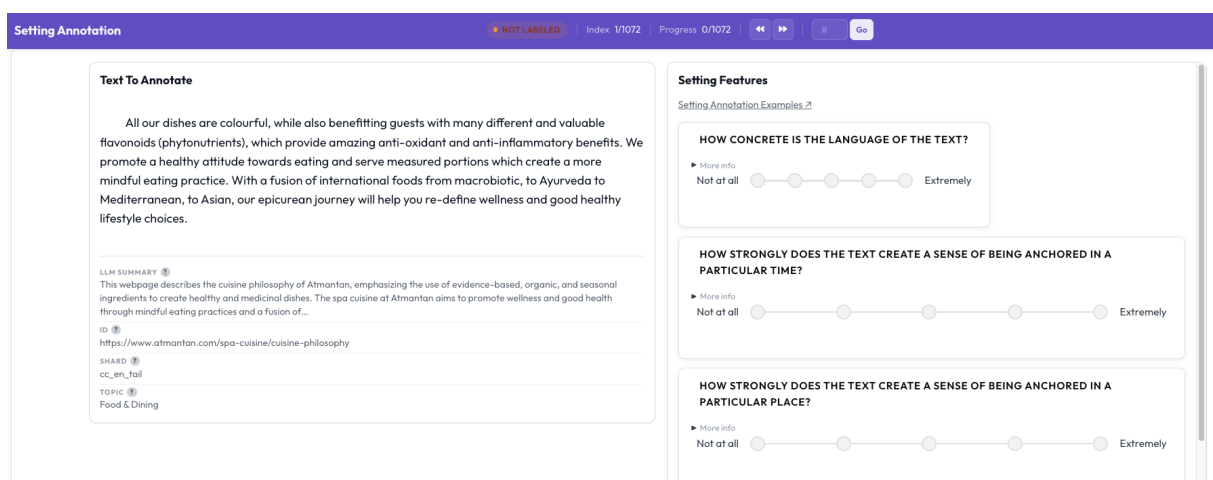 Setting Annotation
NOT LABELED
Index 1/1072
Progress 0/1072
#
Go
Text To Annotate
All our dishes are colourful, while also benefitting guests with many different and valuable
flavonoids (phytonutrients), which provide amazing anti-oxidant and anti-inflammatory benefits. We
promote a healthy attitude towards eating and serve measured portions which create a more
mindful eating practice. With a fusion of international foods from macrobiotic, to Ayurveda to
Mediterranean, to Asian, our epicurean journey will help you re-define wellness and good healthy
lifestyle choices.
LLM SUMMARY ?
This webpage describes the cuisine philosophy of Atmantan, emphasizing the use of evidence-based, organic, and seasonal
ingredients to create healthy and medicinal dishes. The spa cuisine at Atmantan aims to promote wellness and good health
through mindful eating practices and a fusion of...
ID ?
https://www.atmantan.com/spa-cuisine/cuisine-philosophy
SHARD ?
cc_en_tail
TOPIC ?
Food & Dining
Setting Features
Setting Annotation Examples ↗
HOW CONCRETE IS THE LANGUAGE OF THE TEXT?
▶ More info
Not at all
Extremely
HOW STRONGLY DOES THE TEXT CREATE A SENSE OF BEING ANCHORED IN A
PARTICULAR TIME?
▶ More info
Not at all
Extremely
HOW STRONGLY DOES THE TEXT CREATE A SENSE OF BEING ANCHORED IN A
PARTICULAR PLACE?
▶ More info
Not at all
Extremely